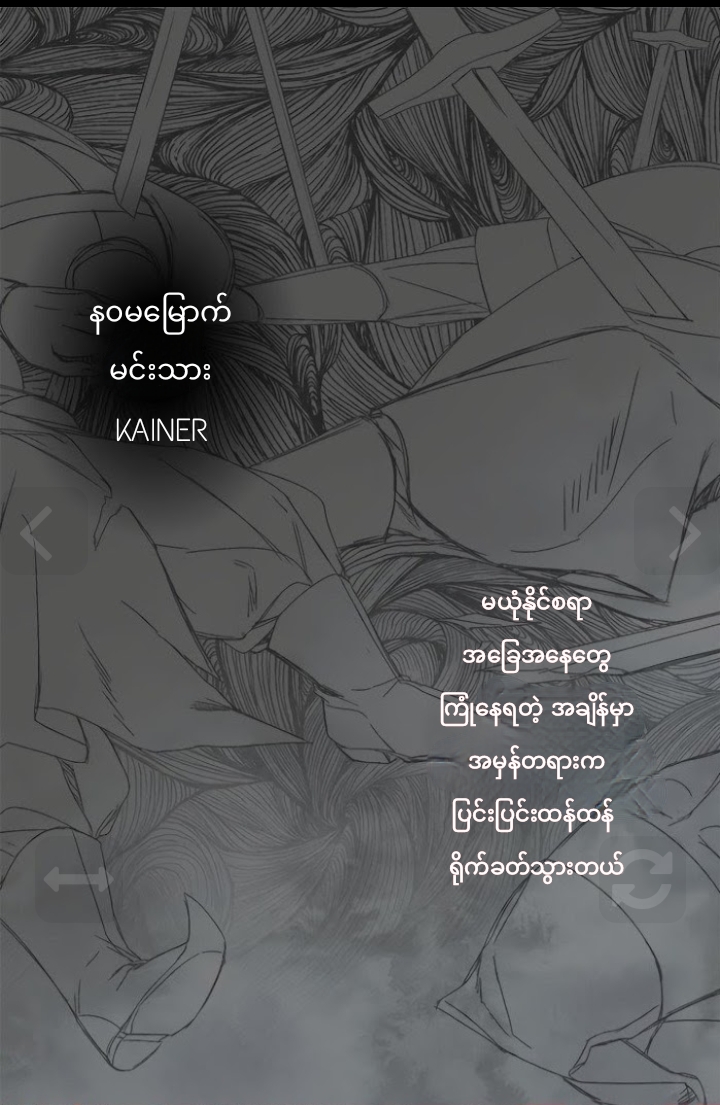 နဝမမြောက်
မင်းသား
KAINER
မယုံနိုင်စရာ
အခြေအနေတွေ
ကြုံနေရတဲ့ အချိန်မှာ
အမှန်တရားက
ပြင်းပြင်းထန်ထန်
ရိုက်ခတ်သွားတယ်